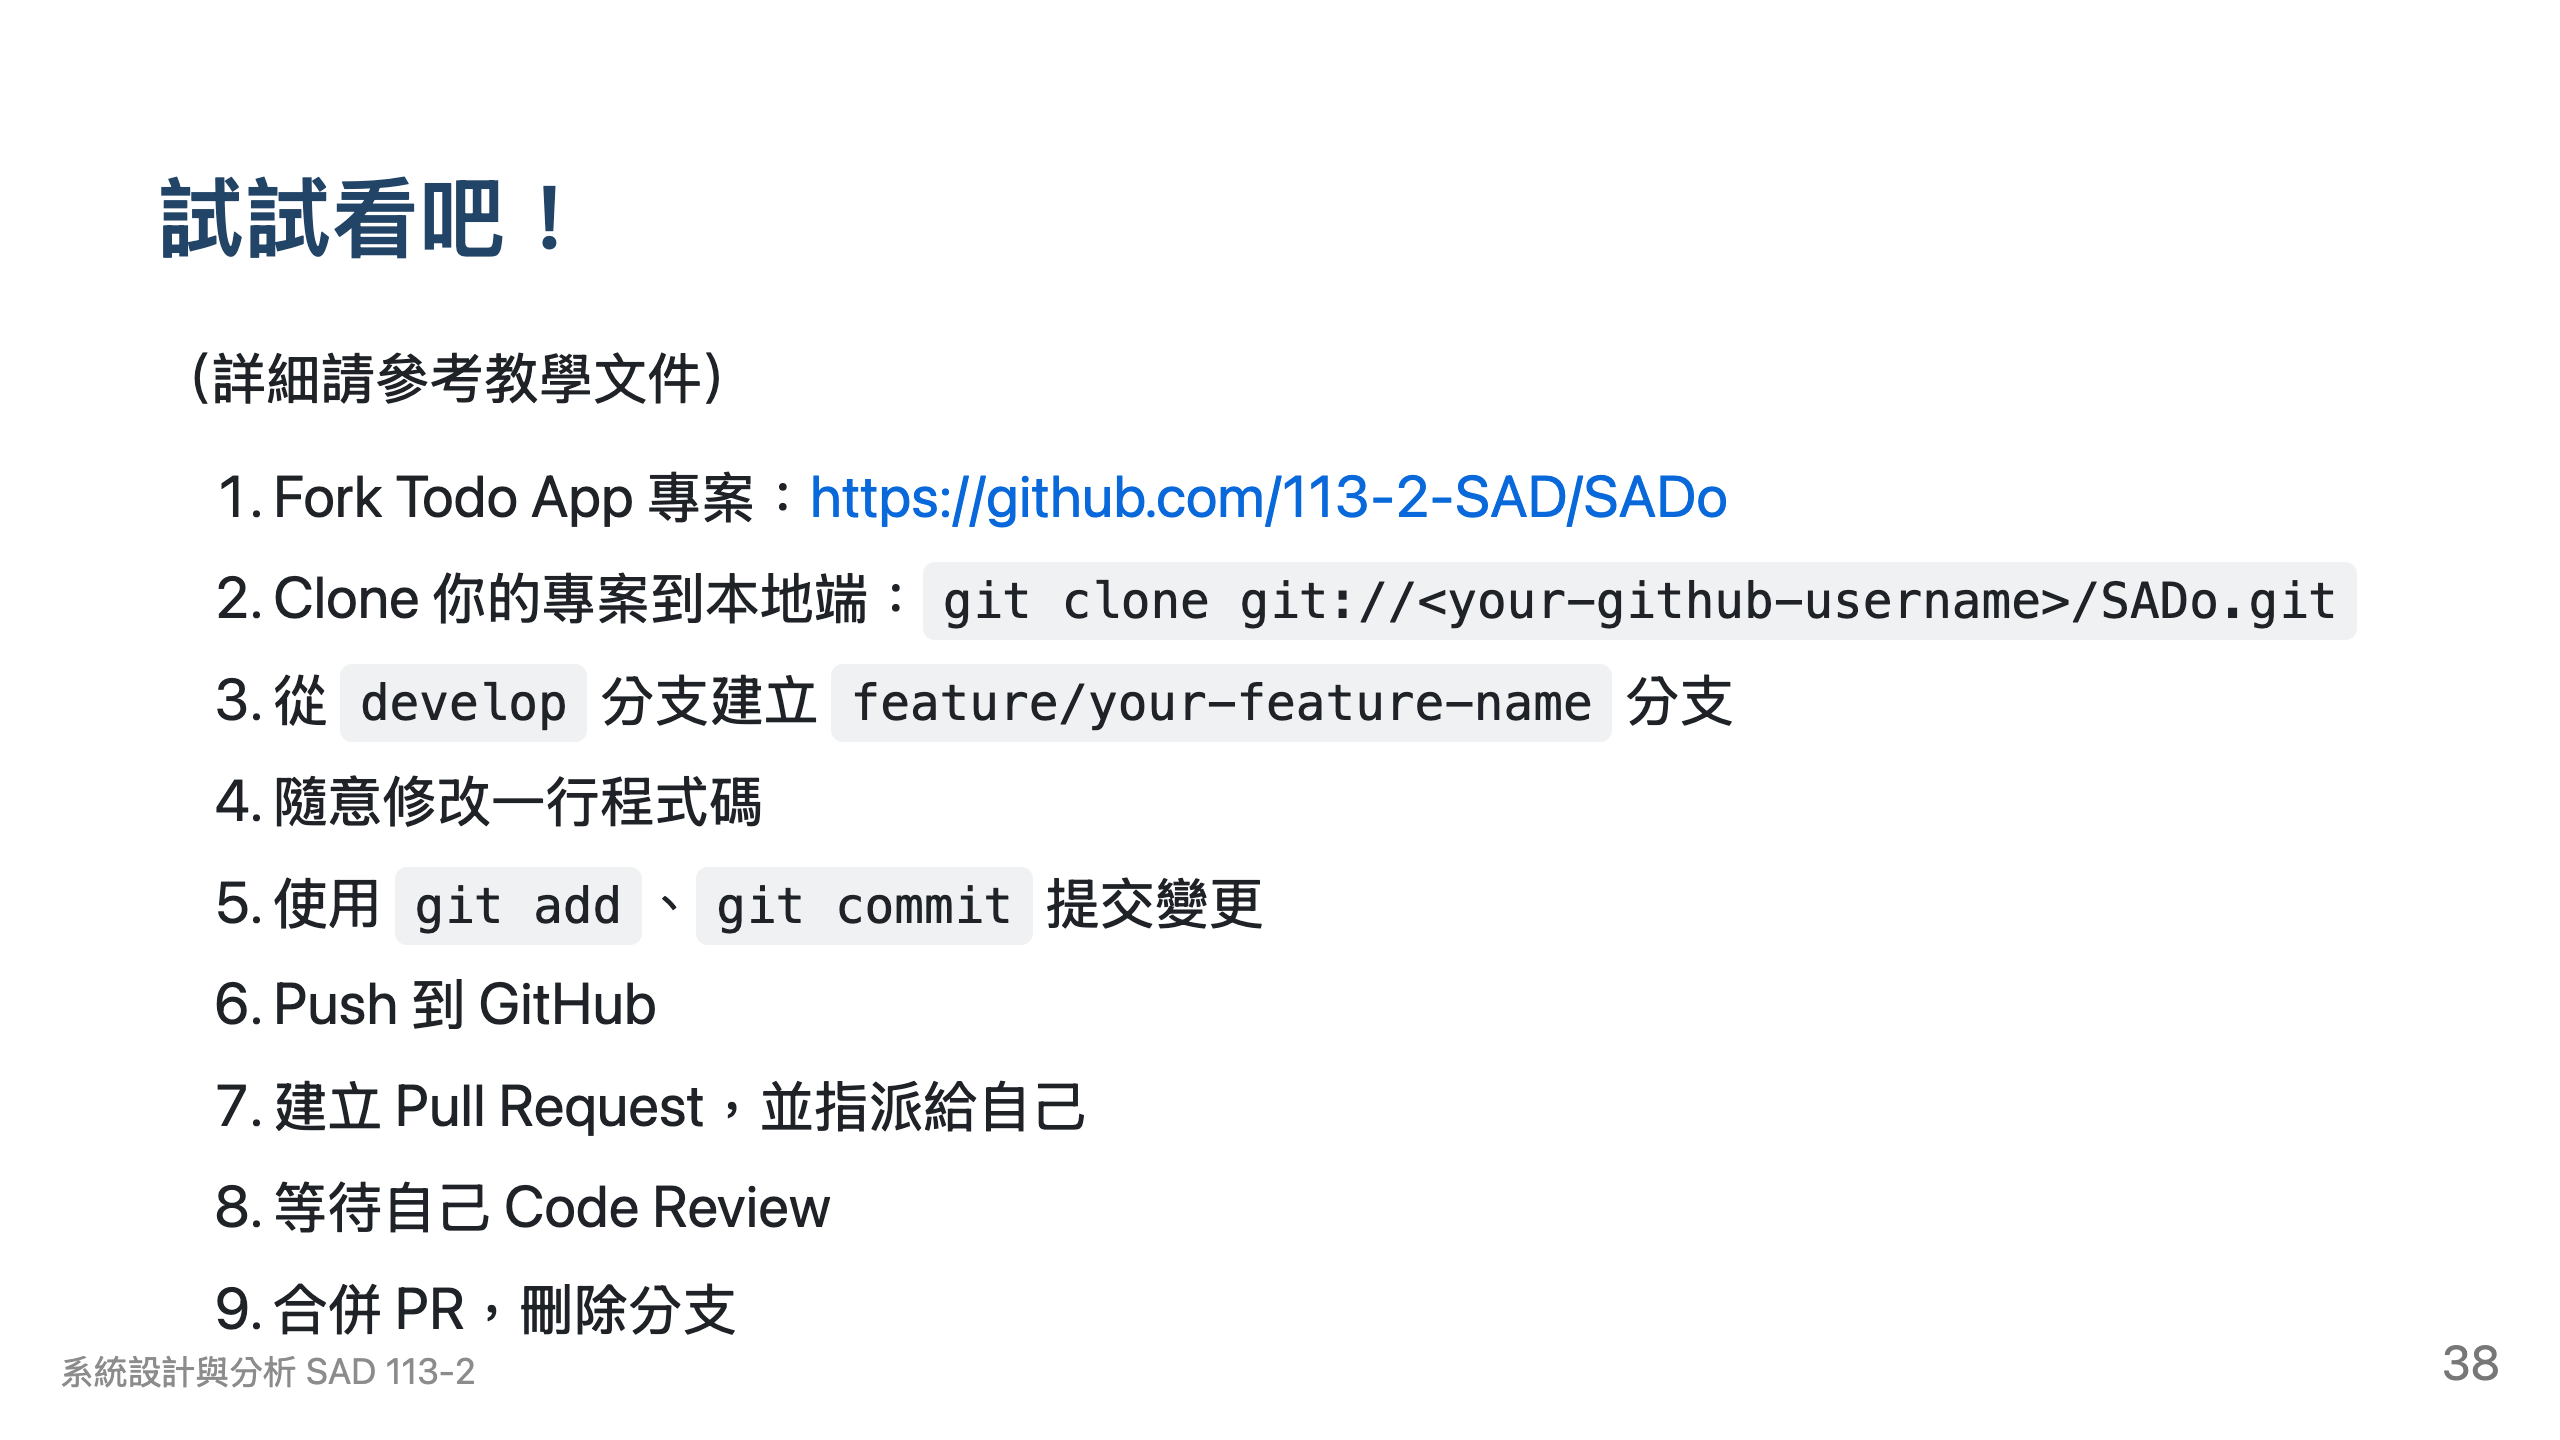 試試看吧！
（詳細請參考教學文件）
1. Fork Todo App 專案：https://github.com/113-2-SAD/SADo
2. Clone 你的專案到本地端：git clone git://<your-github-username>/SADo.git
3. 從 develop 分支建立 feature/your-feature-name 分支
4. 隨意修改一行程式碼
5. 使用 git add 、 git commit 提交變更
6. Push 到 GitHub
7. 建立 Pull Request，並指派給自己
8. 等待自己 Code Review
9. 合併 PR，刪除分支
系統設計與分析 SAD 113-2
38